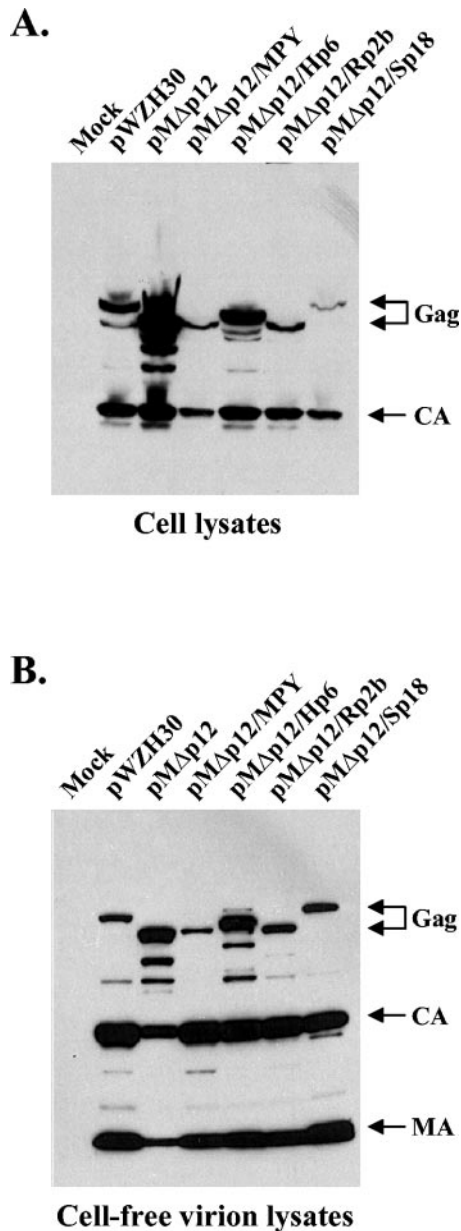 A.
Mock
pWZH30
pMΔp12
pMΔp12/MPY
pMΔp12/Hp6
pMΔp12/Rp2b
pMΔp12/Sp18
Gag
CA
Cell lysates
B.
Mock
pWZH30
pMΔp12
pMΔp12/MPY
pMΔp12/Hp6
pMΔp12/Rp2b
pMΔp12/Sp18
Gag
CA
MA
Cell-free virion lysates